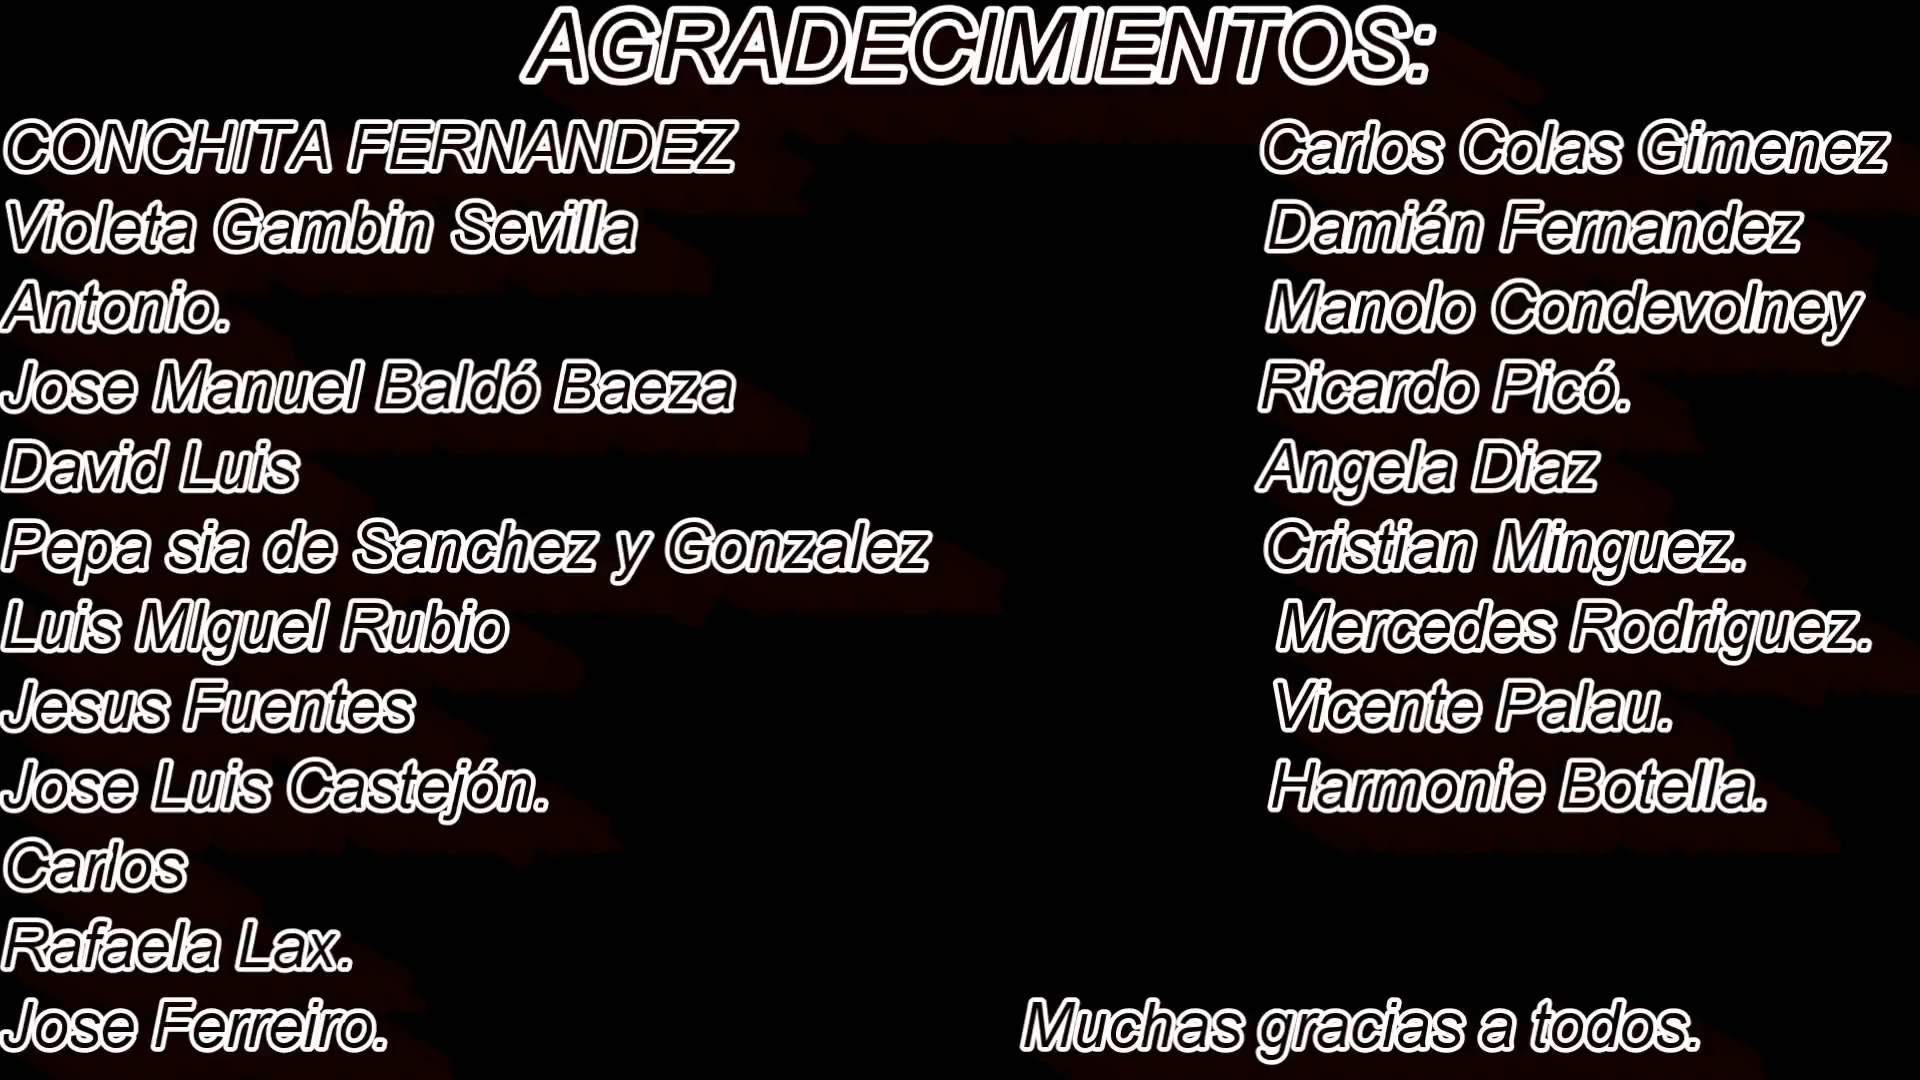 AGRADECIMIENTOS:
CONCHITA FERNANDEZ
Violeta Gambin Sevilla
Antonio.
Jose Manuel Baldó Baeza
David Luis
Pepa sia de Sanchez y Gonzalez
Luis MIguel Rubio
Jesus Fuentes
Jose Luis Castejón.
Carlos
Rafaela Lax.
Jose Ferreiro.
Carlos Colas Gimenez
Damián Fernandez
Manolo Condevolney
Ricardo Picó.
Angela Diaz
Cristian Minguez.
Mercedes Rodriguez.
Vicente Palau.
Harmonie Botella.
Muchas gracias a todos.